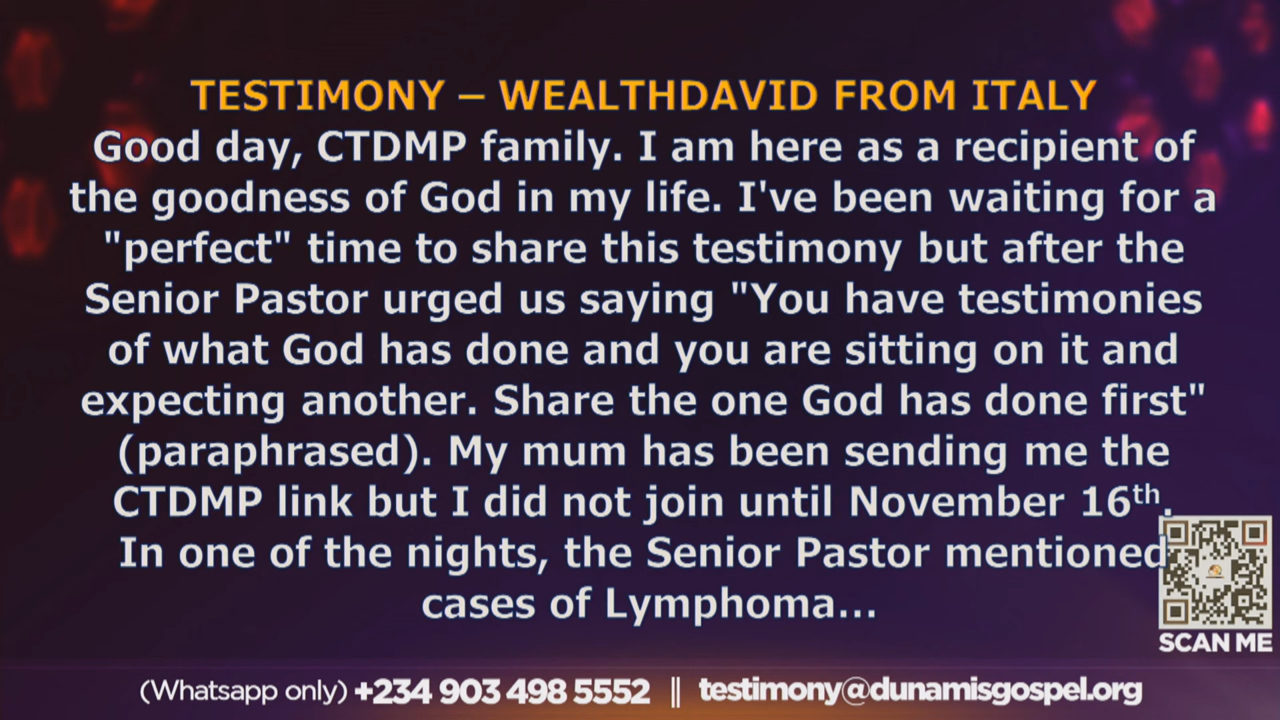 TESTIMONY – WEALTHDAVID FROM ITALY
Good day, CTDMP family. I am here as a recipient of
the goodness of God in my life. I've been waiting for a
"perfect" time to share this testimony but after the
Senior Pastor urged us saying "You have testimonies
of what God has done and you are sitting on it and
expecting another. Share the one God has done first"
(paraphrased). My mum has been sending me the
CTDMP link but I did not join until November 16th.
In one of the nights, the Senior Pastor mentioned
cases of Lymphoma...
SCAN ME
(Whatsapp only) +234 903 498 5552 || testimony@dunamisgospel.org